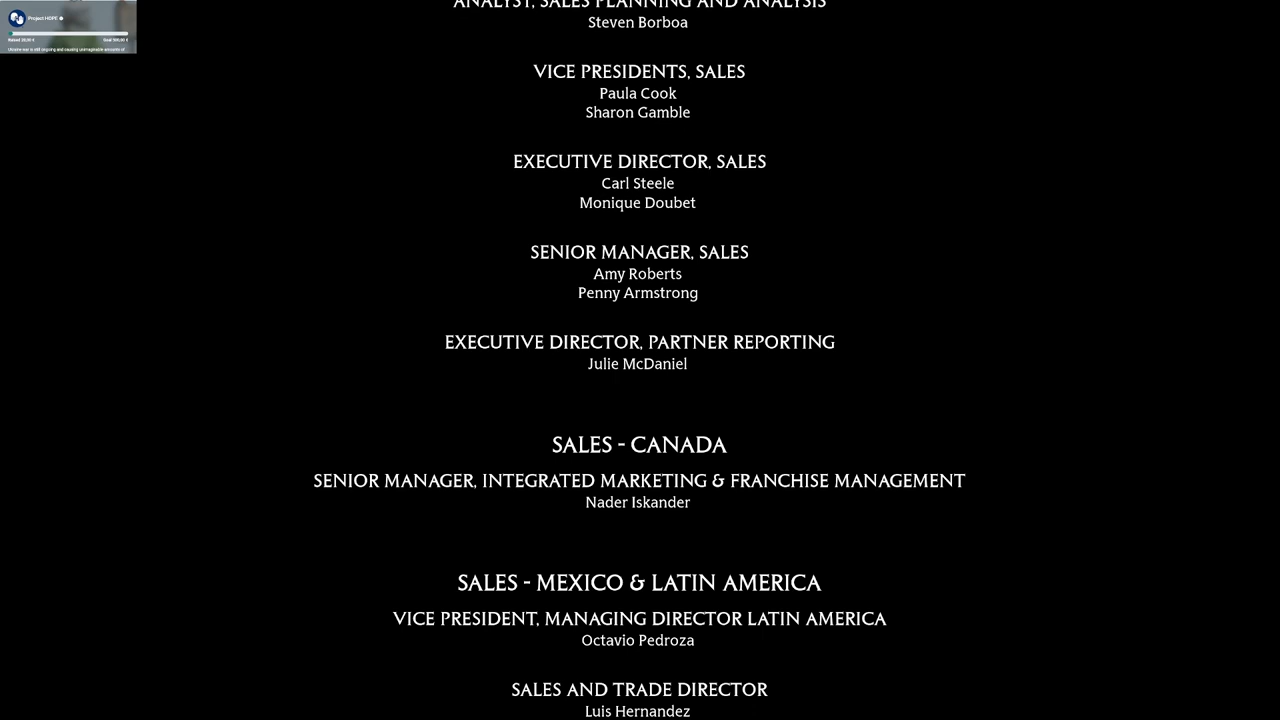 Project HOPE
ANALYST, SALES PLANNING AND ANALYSIS
Steven Borboa
VICE PRESIDENTS, SALES
Paula Cook
Sharon Gamble
EXECUTIVE DIRECTOR, SALES
Carl Steele
Monique Doubet
SENIOR MANAGER, SALES
Amy Roberts
Penny Armstrong
EXECUTIVE DIRECTOR, PARTNER REPORTING
Julie McDaniel
SALES - CANADA
SENIOR MANAGER, INTEGRATED MARKETING & FRANCHISE MANAGEMENT
Nader Iskander
SALES - MEXICO & LATIN AMERICA
VICE PRESIDENT, MANAGING DIRECTOR LATIN AMERICA
Octavio Pedroza
SALES AND TRADE DIRECTOR
Luis Hernandez